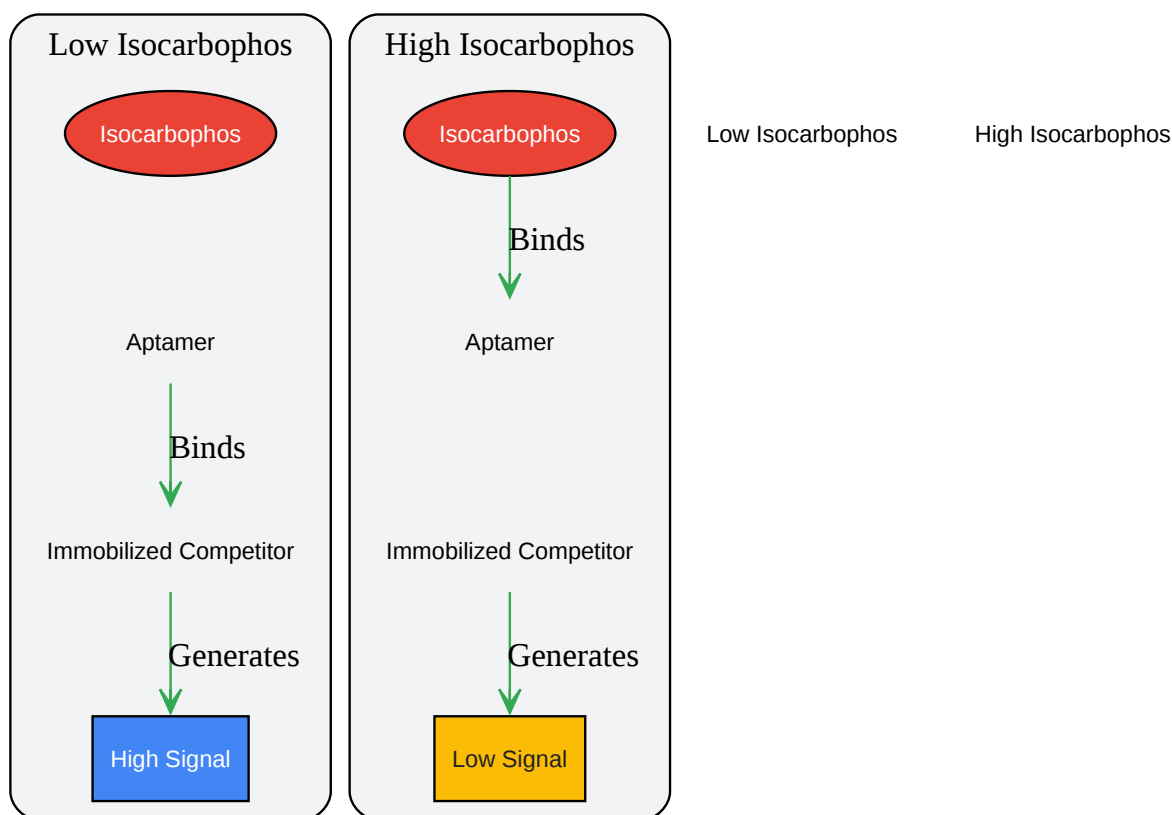 Low Isocarbophos
Isocarbophos
Aptamer
Binds
Immobilized Competitor
Generates
High Signal
High Isocarbophos
Isocarbophos
Binds
Aptamer
Immobilized Competitor
Generates
Low Signal
Low Isocarbophos
High Isocarbophos